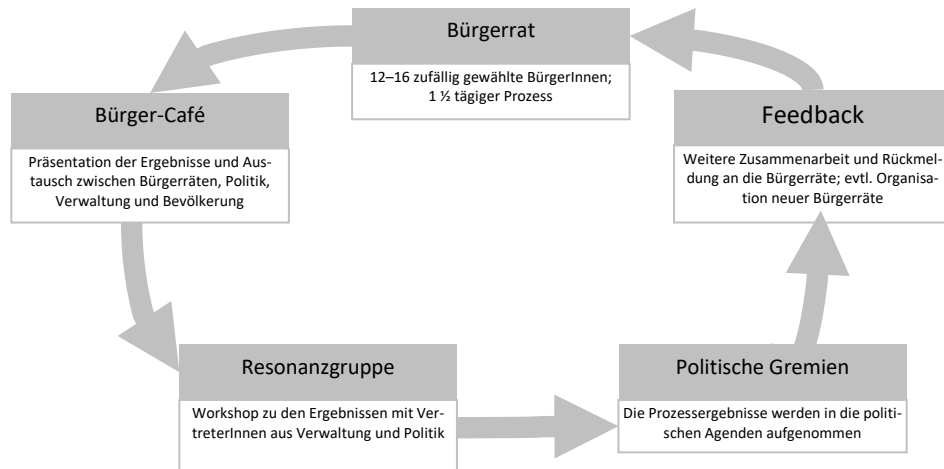 Bürgerrat
12–16 zufällig gewählte BürgerInnen;
1 ½ tägiger Prozess
Bürger-Café
Präsentation der Ergebnisse und Aus-
tausch zwischen Bürgerräten, Politik,
Verwaltung und Bevölkerung
Feedback
Weitere Zusammenarbeit und Rückmel-
dung an die Bürgerräte; evtl. Organisa-
tion neuer Bürgerräte
Resonanzgruppe
Workshop zu den Ergebnissen mit Ver-
treterInnen aus Verwaltung und Politik
Politische Gremien
Die Prozessergebnisse werden in die politi-
schen Agenden aufgenommen